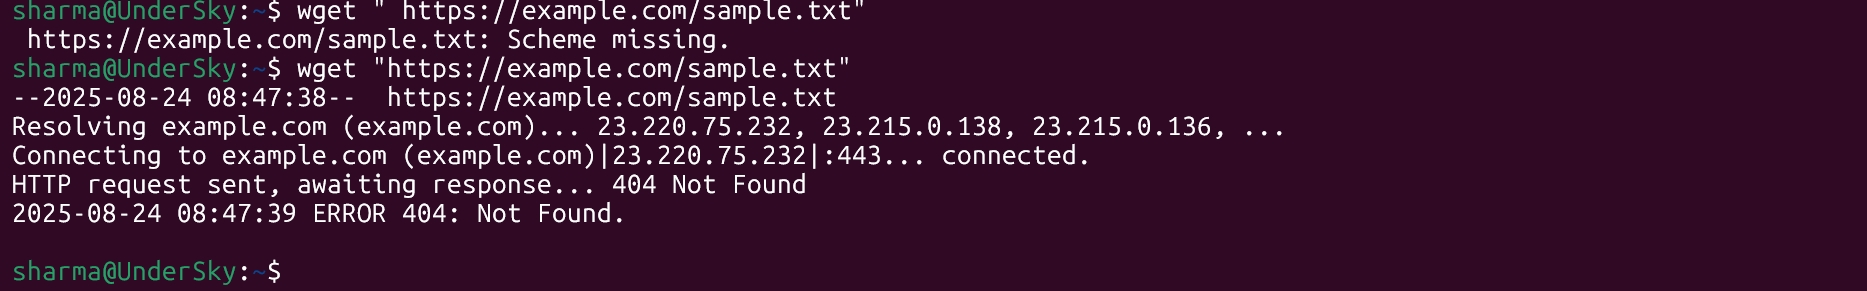 sharma@UnderSky:~$ wget " https://example.com/sample.txt"
 https://example.com/sample.txt: Scheme missing.
sharma@UnderSky:~$ wget "https://example.com/sample.txt"
--2025-08-24 08:47:38--  https://example.com/sample.txt
Resolving example.com (example.com)... 23.220.75.232, 23.215.0.138, 23.215.0.136, ...
Connecting to example.com (example.com)|23.220.75.232|:443... connected.
HTTP request sent, awaiting response... 404 Not Found
2025-08-24 08:47:39 ERROR 404: Not Found.

sharma@UnderSky:~$